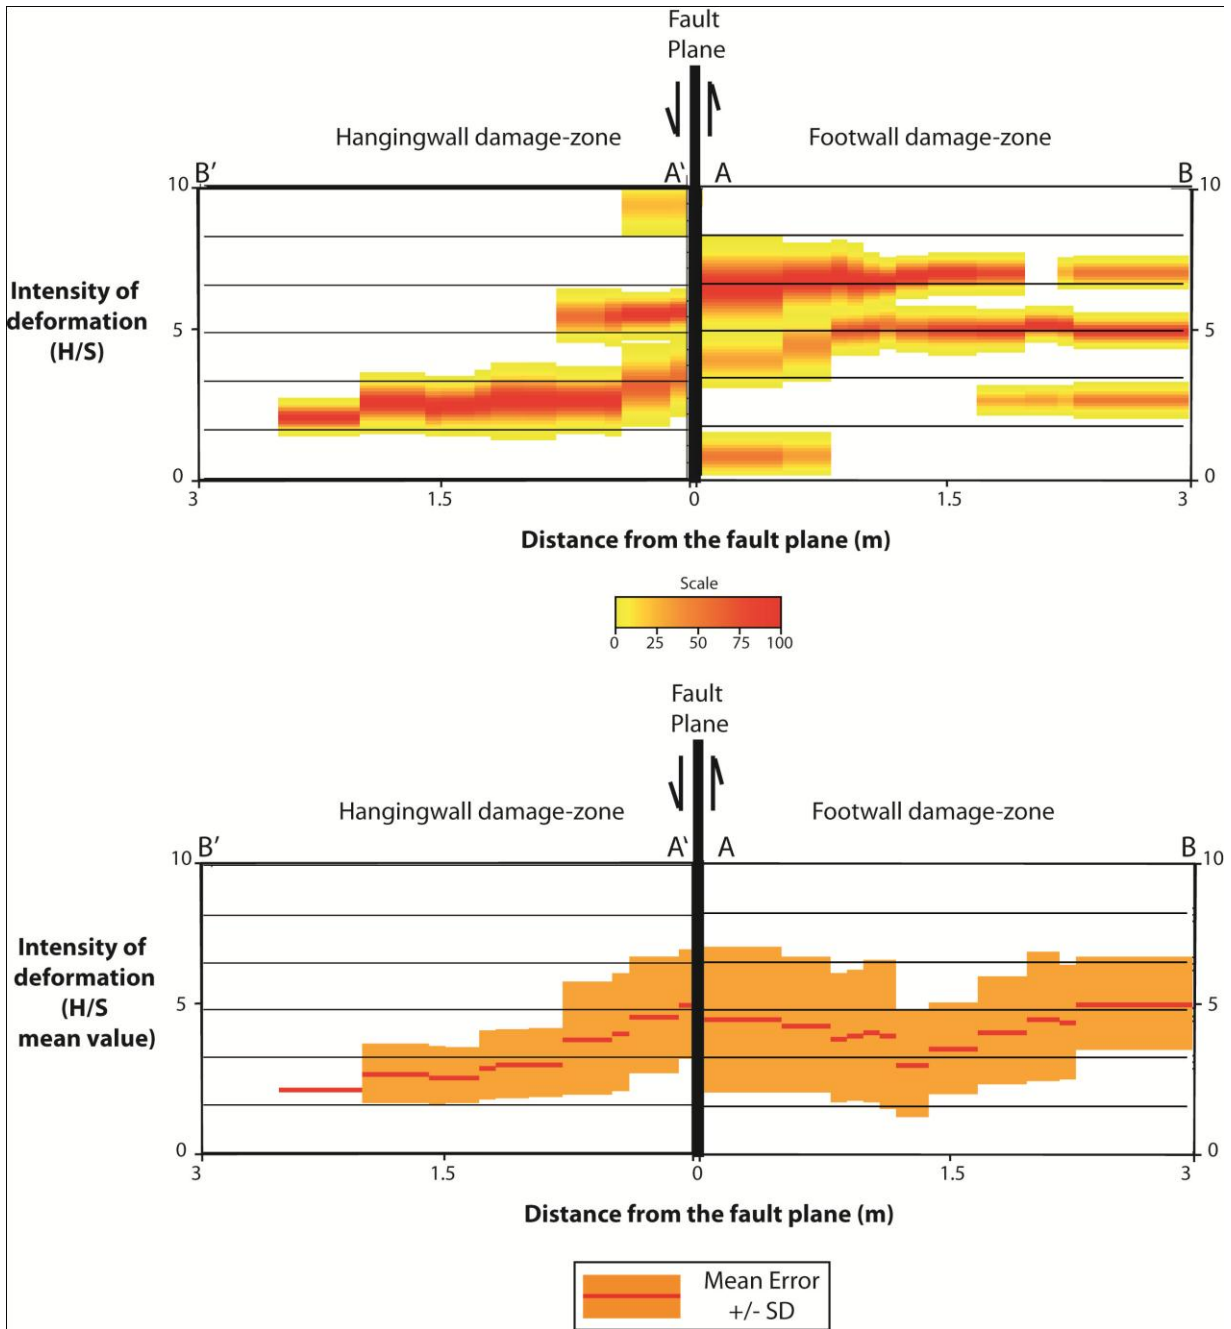 Fault
Plane
Hangingwall damage-zone
Footwall damage-zone
B'
A‘
A
B
10
10
Intensity of
deformation
(H/S)
5
5
0
0
3
1.5
0
1.5
3
Distance from the fault plane (m)
Scale
0
25
50
75
100
Fault
Plane
Hangingwall damage-zone
Footwall damage-zone
B'
A‘
A
B
10
10
Intensity of
deformation
(H/S
mean value)
5
5
0
0
3
1.5
0
1.5
3
Distance from the fault plane (m)
Mean Error
+/- SD